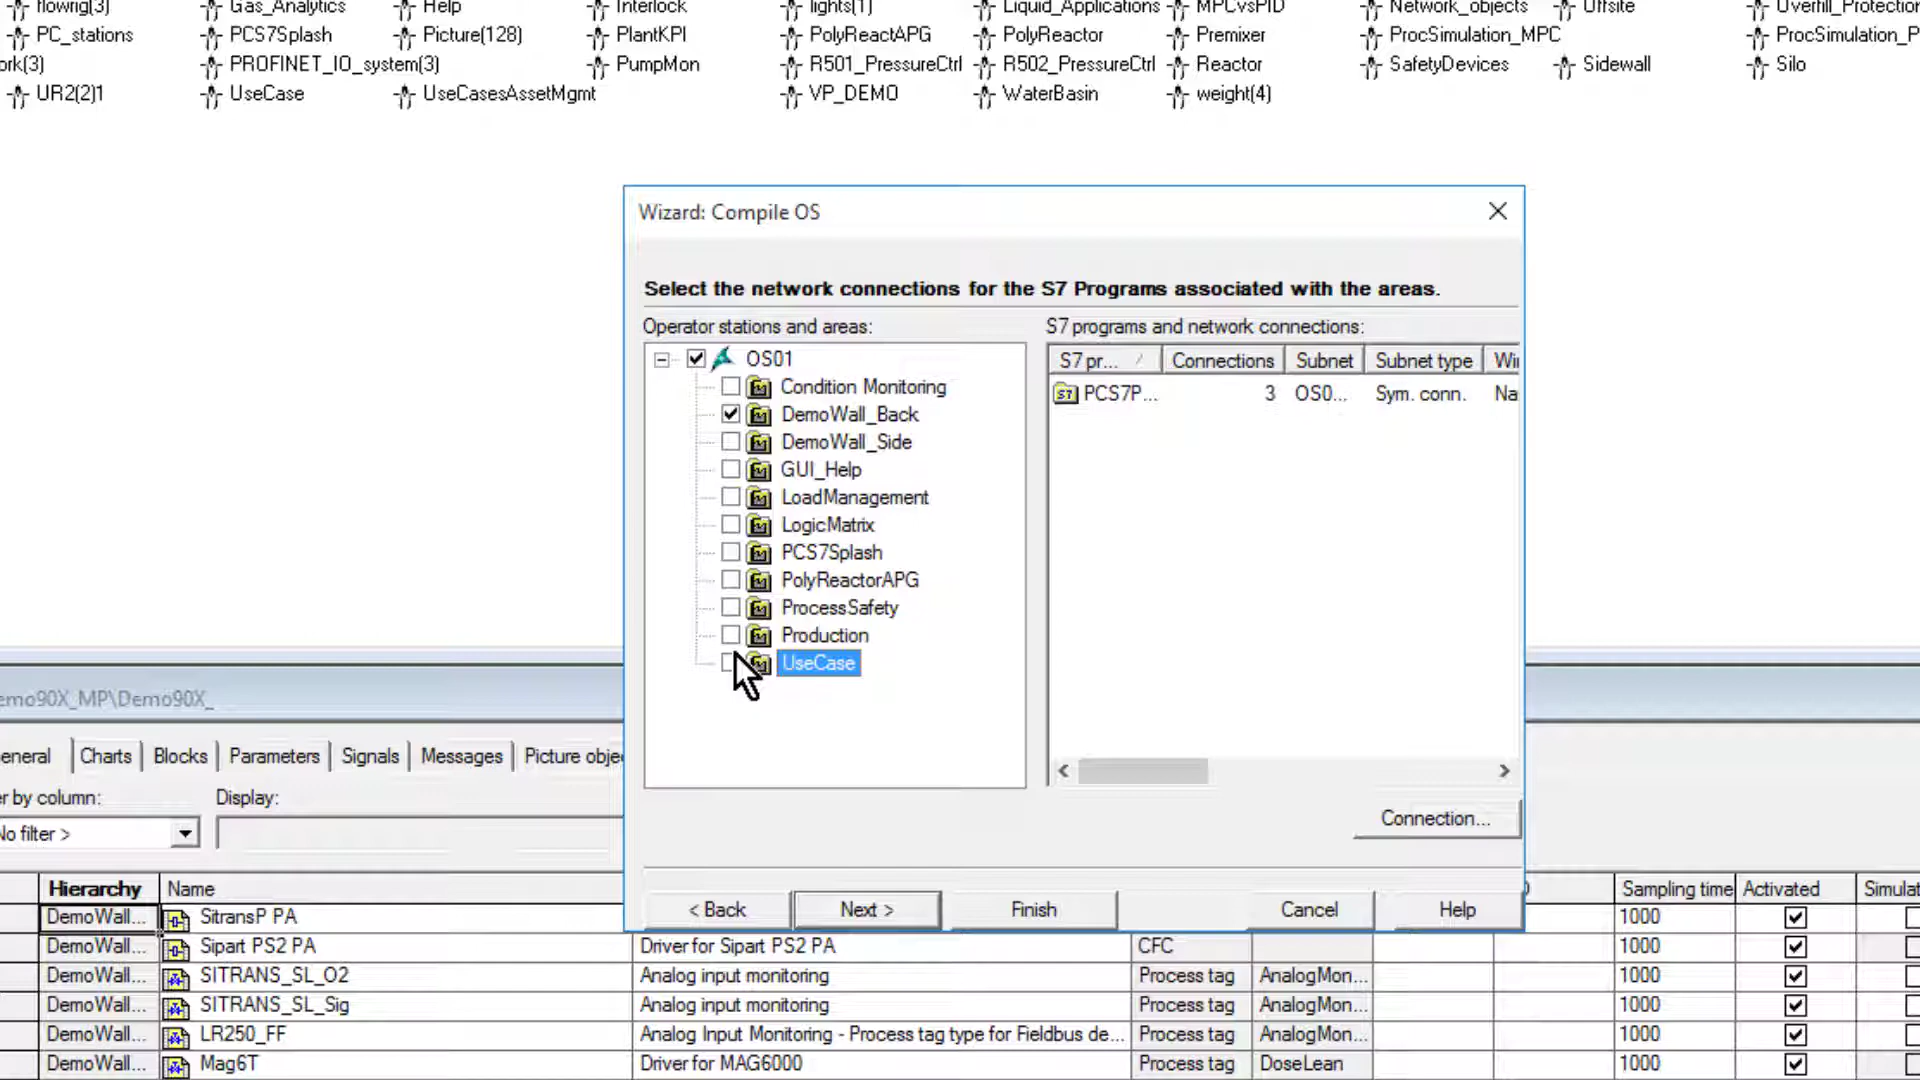 flowrig(3) Gas_Analytics Help Interlock lights(1) Liquid_Applications MPCvsPID Network_objects Offsite Overfill_Protection
PC_stations PCS7Splash Picture(128) PlantKPI PolyReactAPG PolyReactor Premixer ProcSimulation_MPC ProcSimulation_P
ork(3) PROFINET_IO_system(3) PumpMon R501_PressureCtrl R502_PressureCtrl Reactor SafetyDevices Sidewall Silo
UR2(2)1 UseCase UseCasesAssetMgmt VP_DEMO WaterBasin weight(4)
Wizard: Compile OS
Select the network connections for the S7 Programs associated with the areas.
Operator stations and areas: S7 programs and network connections:
OS01
Condition Monitoring
DemoWall_Back
DemoWall_Side
GUI_Help
LoadManagement
LogicMatrix
PCS7Splash
PolyReactorAPG
ProcessSafety
Production
UseCase
S7 pr... Connections Subnet Subnet type Wi
PCS7P... 3 OS0... Sym. conn. Na
Connection...
< Back Next > Finish Cancel Help
emo90X_MP\Demo90X_
eneral Charts Blocks Parameters Signals Messages Picture obje
er by column: Display:
No filter >
Hierarchy Name Sampling time Activated Simulat
DemoWall... SitransP PA 1000
DemoWall... Sipart PS2 PA Driver for Sipart PS2 PA CFC 1000
DemoWall... SITRANS_SL_O2 Analog input monitoring Process tag AnalogMon... 1000
DemoWall... SITRANS_SL_Sig Analog input monitoring Process tag AnalogMon... 1000
DemoWall... LR250_FF Analog Input Monitoring - Process tag type for Fieldbus de... Process tag AnalogMon... 1000
DemoWall... Mag6T Driver for MAG6000 Process tag DoseLean 1000